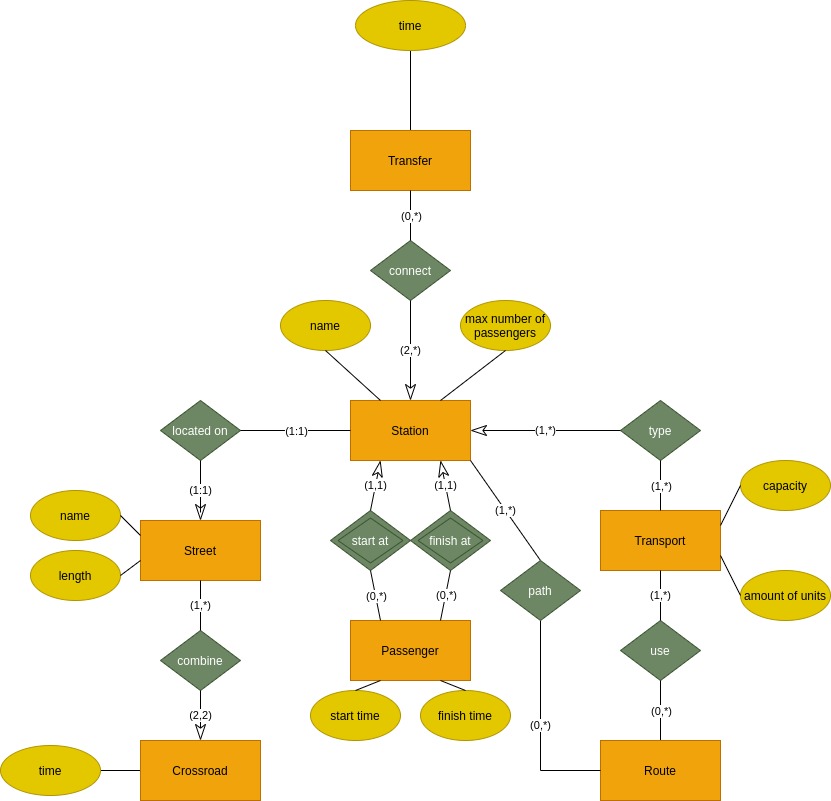 time
Transfer
(0,*)
connect
name
max number of
passengers
(2,*)
located on
(1:1)
Station
(1,*)
type
(1:1)
(1,1)
(1,1)
(1,*)
capacity
name
(1,*)
Street
start at
finish at
Transport
length
path
amount of units
(1,*)
(0,*)
(0,*)
(1,*)
combine
Passenger
use
(2,2)
start time
finish time
(0,*)
(0,*)
time
Crossroad
Route